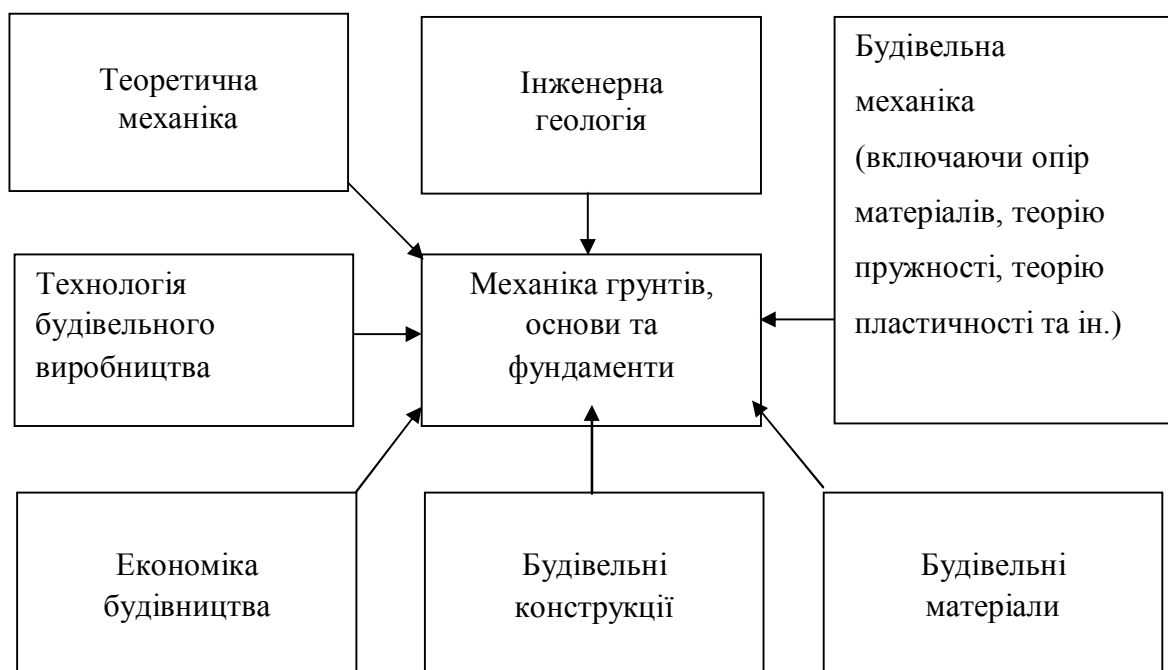 Теоретична
механіка
Інженерна
геологія
Будівельна
механіка
(включаючи опір
матеріалів, теорію
пружності, теорію
пластичності та ін.)
Технологія
будівельного
виробництва
Механіка грунтів,
основи та
фундаменти
Економіка
будівництва
Будівельні
конструкції
Будівельні
матеріали